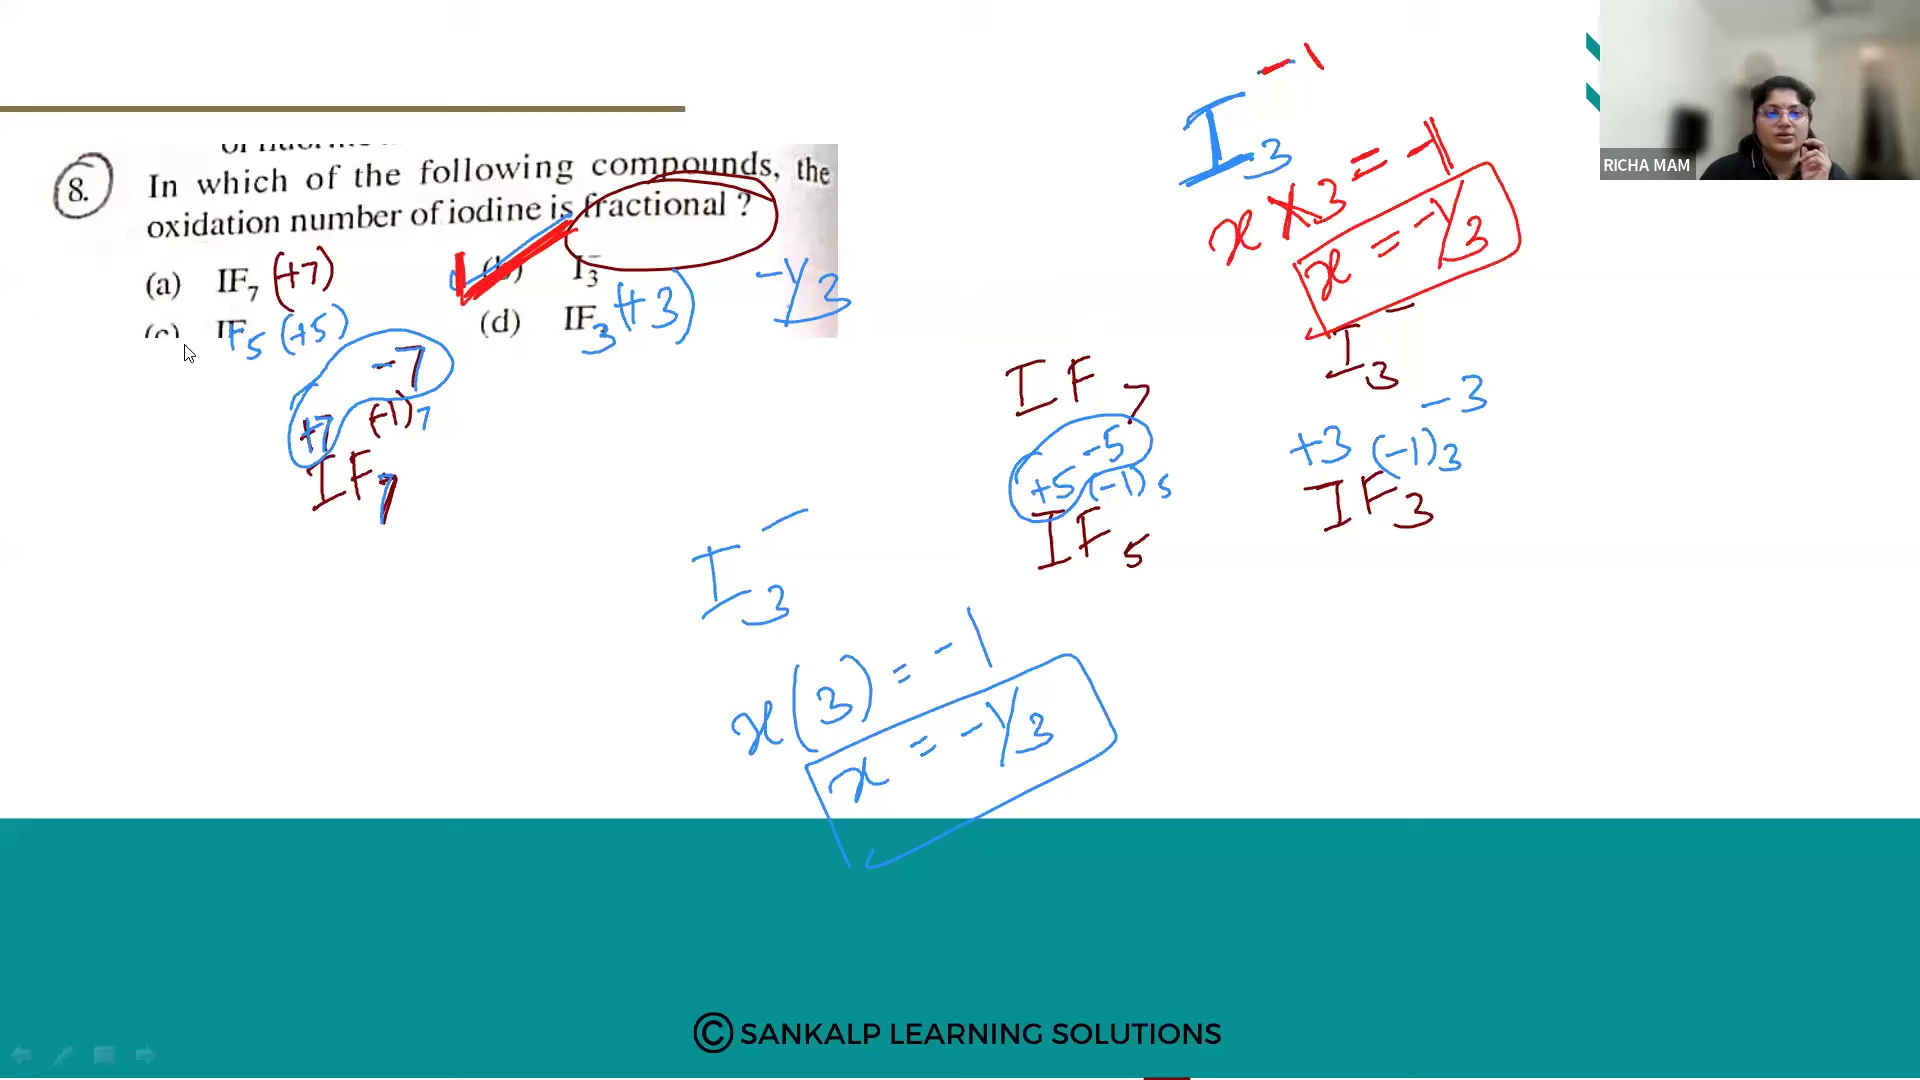 I₃⁻¹
x × 3 = -1
x = -1/3
RICHA MAM
8. In which of the following compounds, the
oxidation number of iodine is fractional ?
(a) IF₇ (+7) (b) I₃⁻ -1/3
(c) IF₅ (+5) (d) IF₃ (+3)
-7
+7 (-1)7
IF₇
IF₇
-5
+5 (-1)5
IF₅
I₃⁻
-3
+3 (-1)3
IF₃
I₃⁻
x(3) = -1
x = -1/3
© SANKALP LEARNING SOLUTIONS